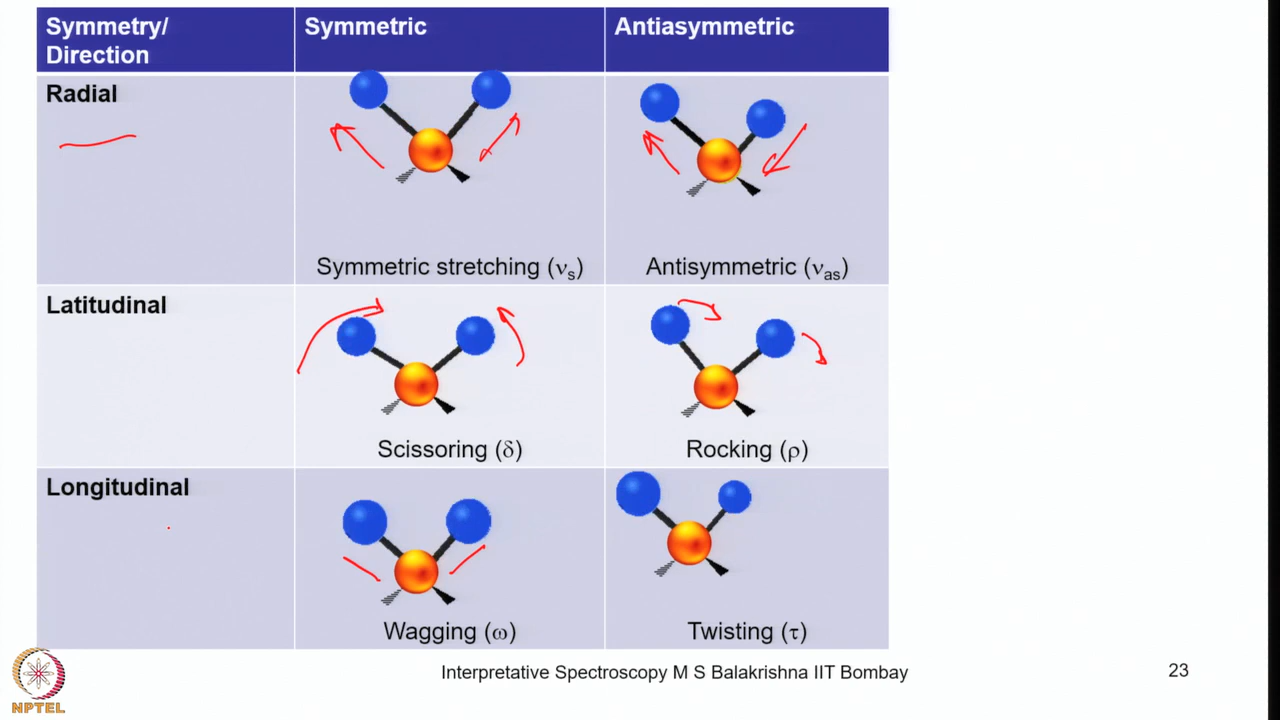 Symmetry/
Direction
Symmetric
Antiasymmetric
Radial
Symmetric stretching (νs)
Antisymmetric (νas)
Latitudinal
Scissoring (δ)
Rocking (ρ)
Longitudinal
Wagging (ω)
Twisting (τ)
Interpretative Spectroscopy M S Balakrishna IIT Bombay
23
NPTEL